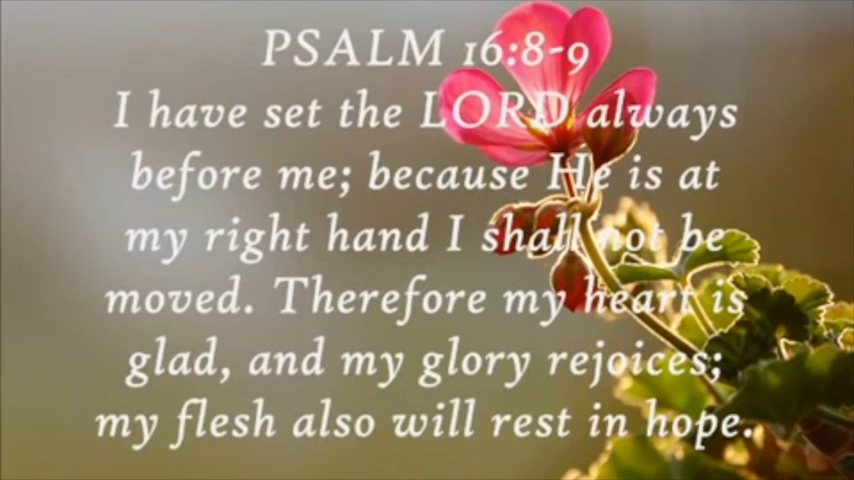 PSALM 16:8-9
I have set the LORD always
before me; because He is at
my right hand I shall not be
moved. Therefore my heart is
glad, and my glory rejoices;
my flesh also will rest in hope.